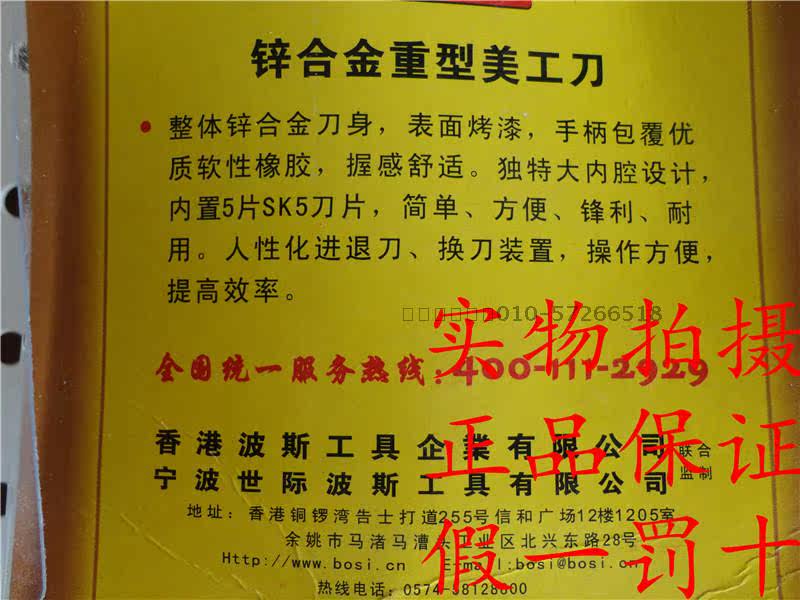 锌合金重型美工刀
• 整体锌合金刀身，表面烤漆，手柄包覆优
质软性橡胶，握感舒适。独特大内腔设计，
内置5片SK5刀片，简单、方便、锋利、耐
用。人性化进退刀、换刀装置，操作方便，
提高效率。
010-57266518
实物拍摄
全国统一服务热线:400-111-2929
正品保证
香港波斯工具企業有限公司
宁波世际波斯工具有限公司
联合
监制
地址：香港铜锣湾告士打道255号信和广场12楼1205室
假一罚十
余姚市马渚马漕头工业区北兴东路28号
Http://www.bosi.cn E-mail:bosi@bosi.cn
热线电话：0574-58128600